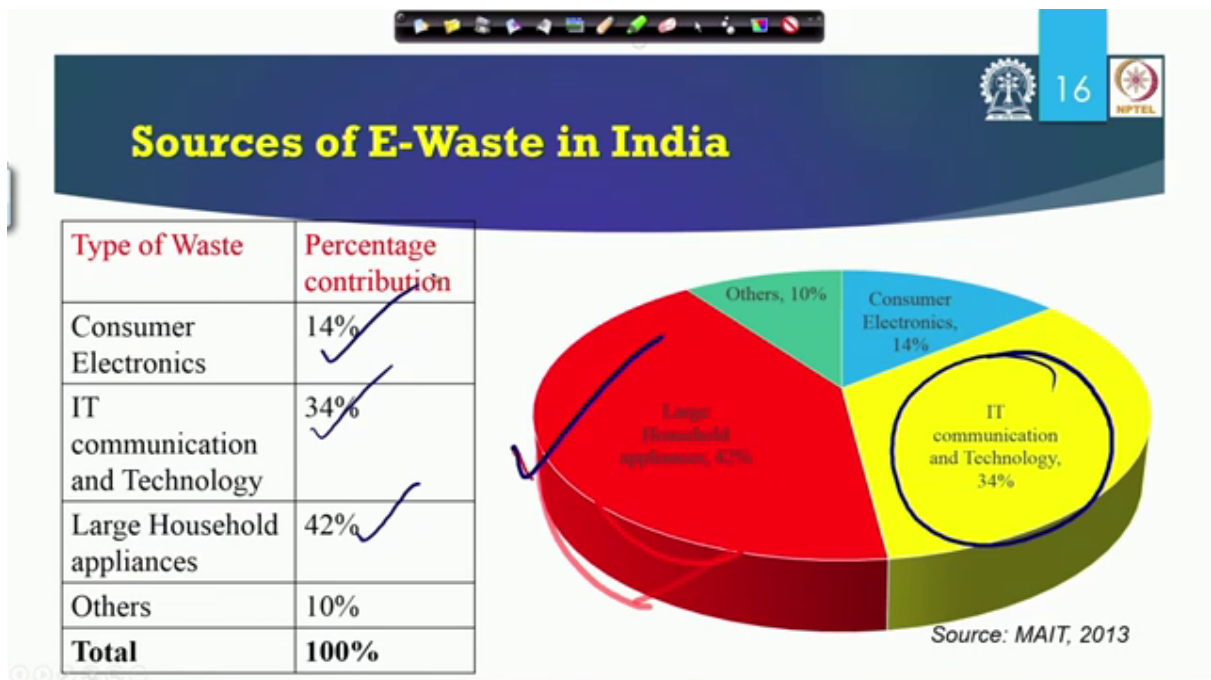 16
NPTEL
Sources of E-Waste in India
Type of Waste
Percentage
contribution
Consumer
Electronics
14%
IT
communication
and Technology
34%
Large Household
appliances
42%
Others
10%
Total
100%
Others, 10%
Consumer
Electronics,
14%
Large
Household
appliances, 42%
IT
communication
and Technology,
34%
Source: MAIT, 2013